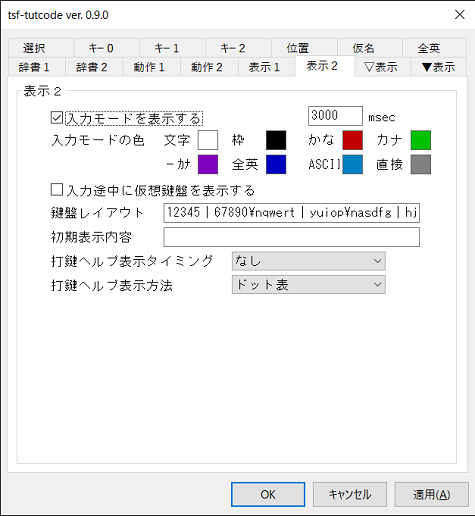 tsf-tutcode ver. 0.9.0
選択 キー0 キー1 キー2 位置 仮名 全英
辞書1 辞書2 動作1 動作2 表示1 表示2 ▽表示 ▼表示
表示2
入力モードを表示する 3000 msec
入力モードの色 文字 枠 かな カナ
-ｶﾅ 全英 ASCII 直接
入力途中に仮想鍵盤を表示する
鍵盤レイアウト 12345|67890¥nqwert|yuiop¥nasdfg|hj
初期表示内容
打鍵ヘルプ表示タイミング なし
打鍵ヘルプ表示方法 ドット表
OK キャンセル 適用(A)